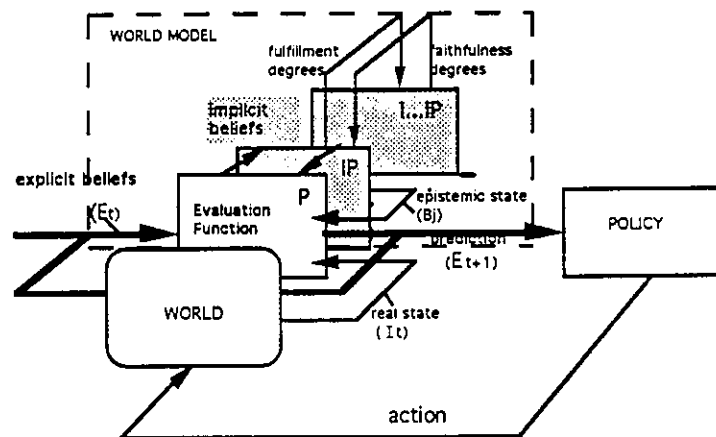 WORLD MODEL
fulfillment
degrees
faithfulness
degrees
I...IP
implicit
beliefs
IP
explicit beliefs
(Et)
P
Evaluation
Function
epistemic state
(Bj)
prediction
(Et+1)
POLICY
WORLD
real state
(It)
action